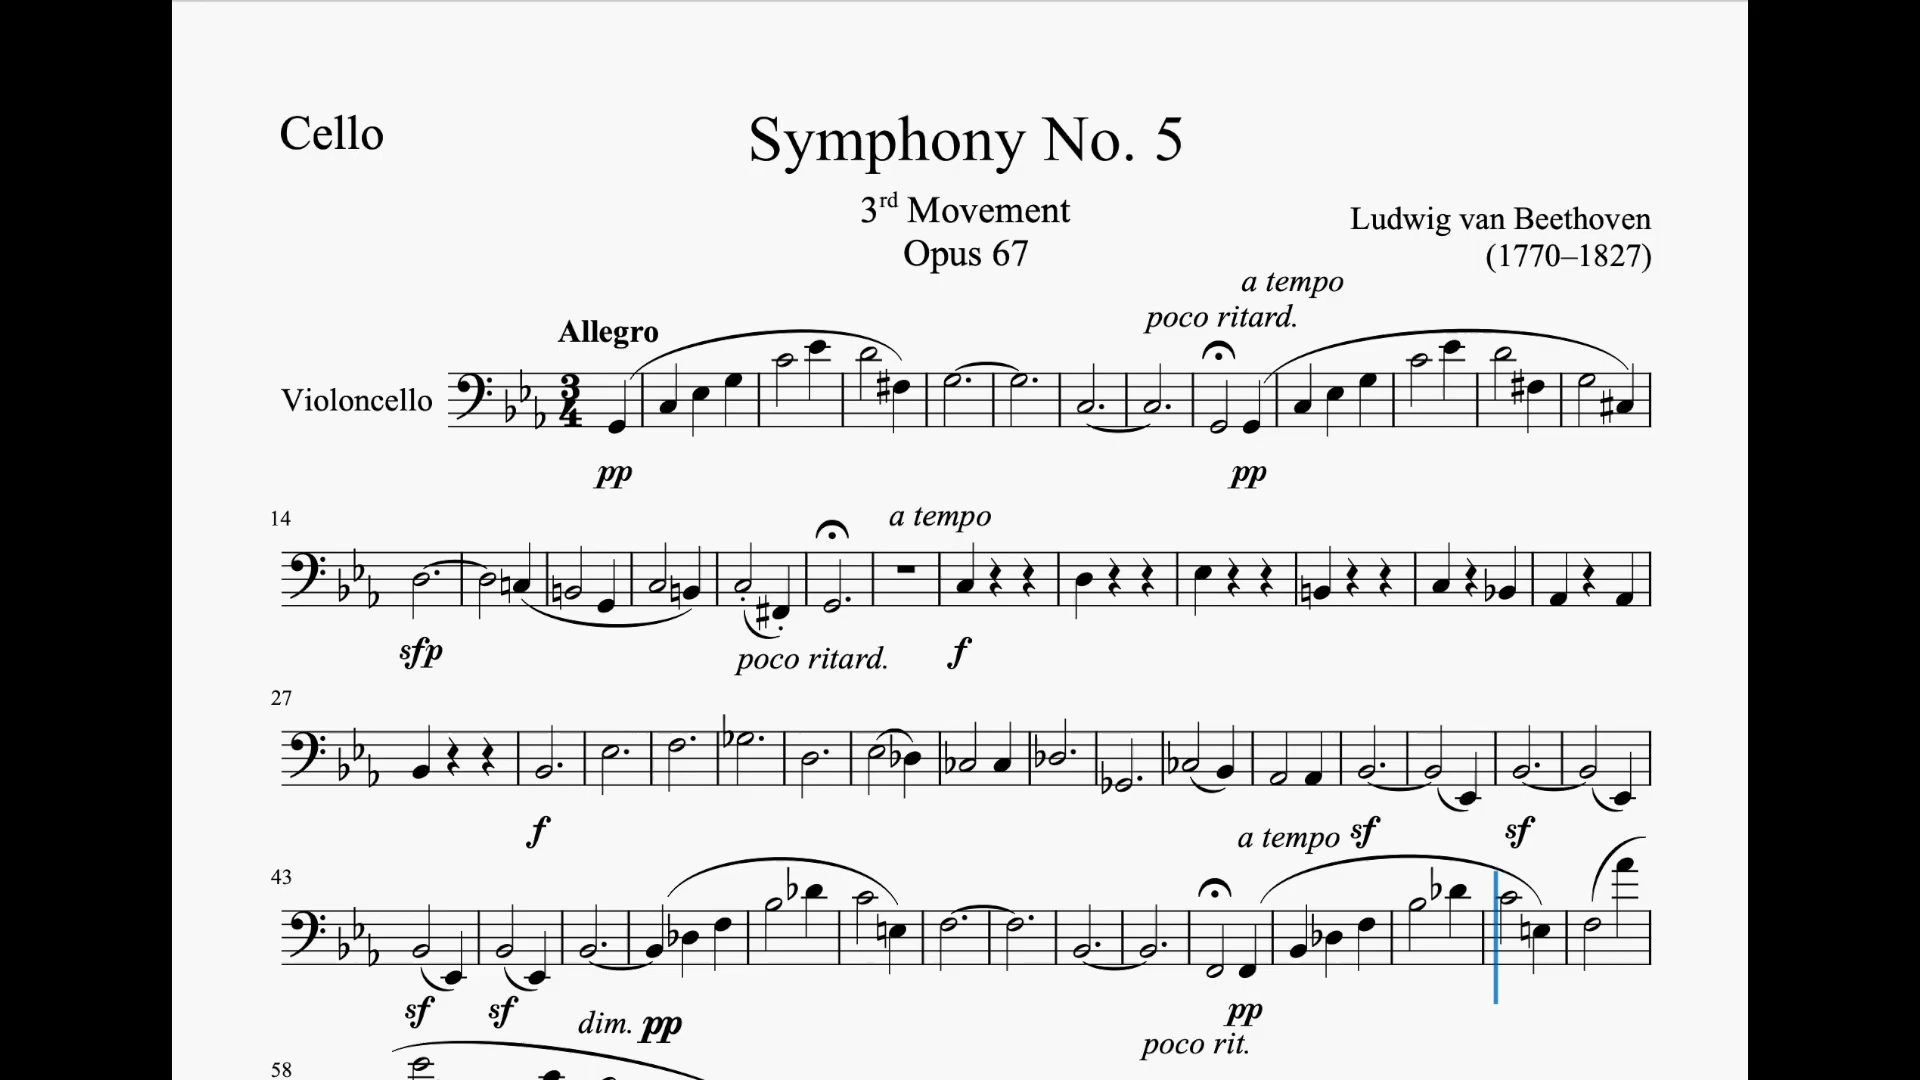 Cello
Symphony No. 5
3rd Movement
Opus 67
Ludwig van Beethoven
(1770–1827)
a tempo
poco ritard.
Allegro
3
4
Violoncello
pp
pp
14
a tempo
sfp
poco ritard.
f
27
f
a tempo
sf
sf
43
sf
sf
dim. pp
pp
poco rit.
58